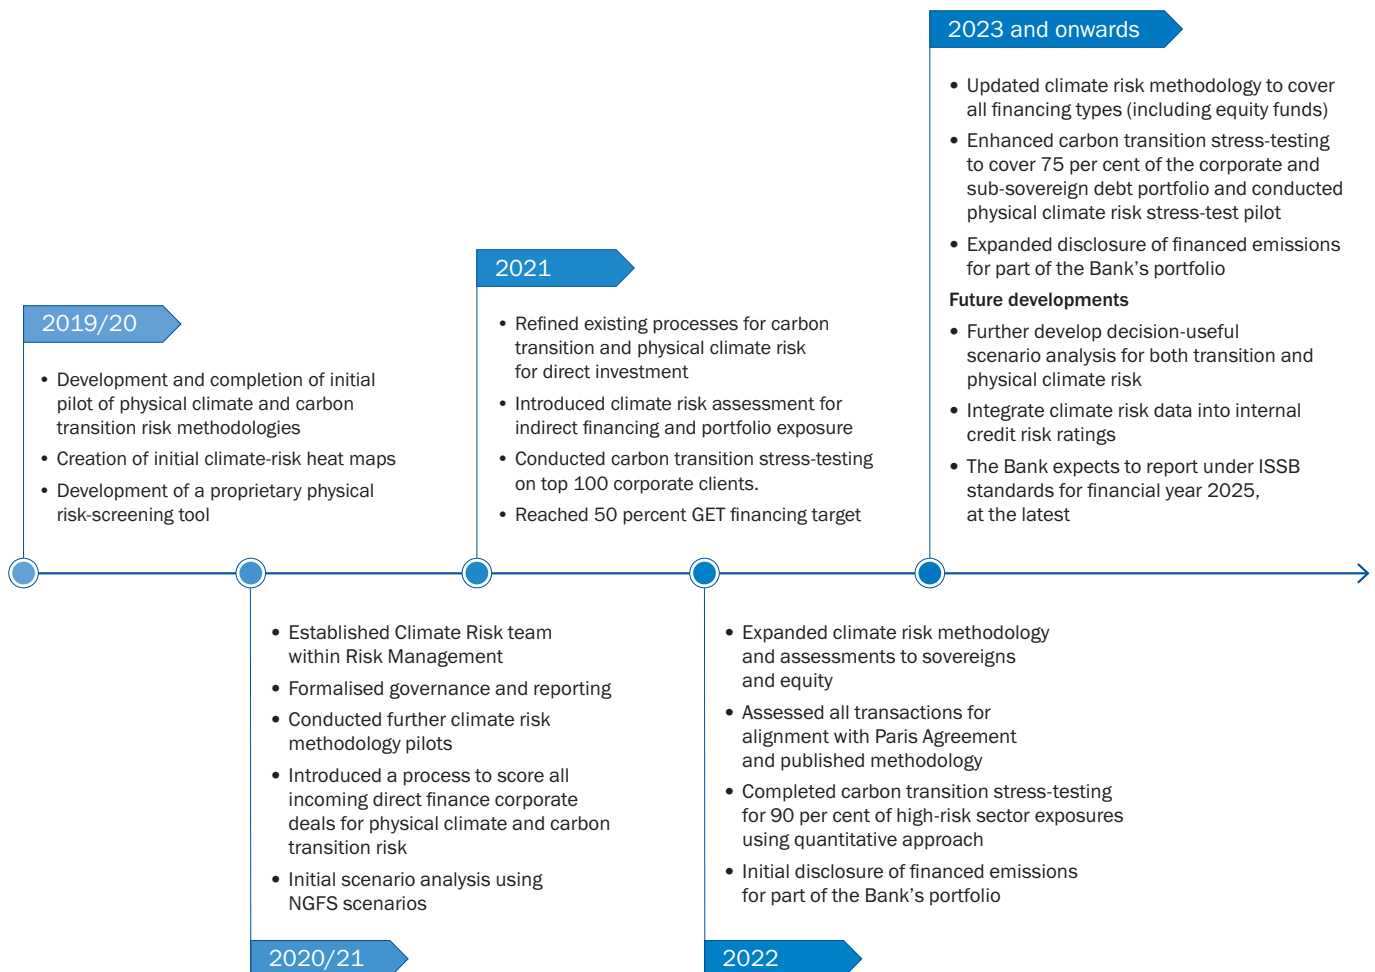 2019/20
• Development and completion of initial
pilot of physical climate and carbon
transition risk methodologies
• Creation of initial climate-risk heat maps
• Development of a proprietary physical
risk-screening tool
• Established Climate Risk team
within Risk Management
• Formalised governance and reporting
• Conducted further climate risk
methodology pilots
• Introduced a process to score all
incoming direct finance corporate
deals for physical climate and carbon
transition risk
• Initial scenario analysis using
NGFS scenarios
2020/21
2021
• Refined existing processes for carbon
transition and physical climate risk
for direct investment
• Introduced climate risk assessment for
indirect financing and portfolio exposure
• Conducted carbon transition stress-testing
on top 100 corporate clients.
• Reached 50 percent GET financing target
• Expanded climate risk methodology
and assessments to sovereigns
and equity
• Assessed all transactions for
alignment with Paris Agreement
and published methodology
• Completed carbon transition stress-testing
for 90 per cent of high-risk sector exposures
using quantitative approach
• Initial disclosure of financed emissions
for part of the Bank's portfolio
2022
2023 and onwards
• Updated climate risk methodology to cover
all financing types (including equity funds)
• Enhanced carbon transition stress-testing
to cover 75 per cent of the corporate and
sub-sovereign debt portfolio and conducted
physical climate risk stress-test pilot
• Expanded disclosure of financed emissions
for part of the Bank's portfolio
Future developments
• Further develop decision-useful
scenario analysis for both transition and
physical climate risk
• Integrate climate risk data into internal
credit risk ratings
• The Bank expects to report under ISSB
standards for financial year 2025,
at the latest